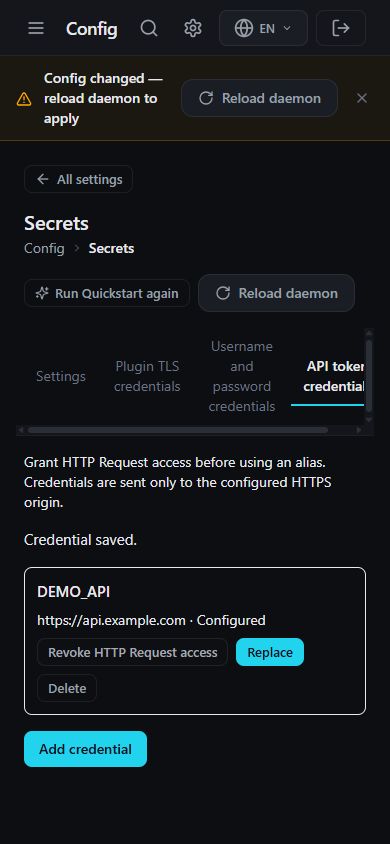 Config
EN
Config changed —
reload daemon to
apply
Reload daemon
All settings
Secrets
Config > Secrets
Run Quickstart again
Reload daemon
Settings
Plugin TLS
credentials
Username
and
password
credentials
API token
credential
Grant HTTP Request access before using an alias.
Credentials are sent only to the configured HTTPS
origin.
Credential saved.
DEMO_API
https://api.example.com · Configured
Revoke HTTP Request access
Replace
Delete
Add credential